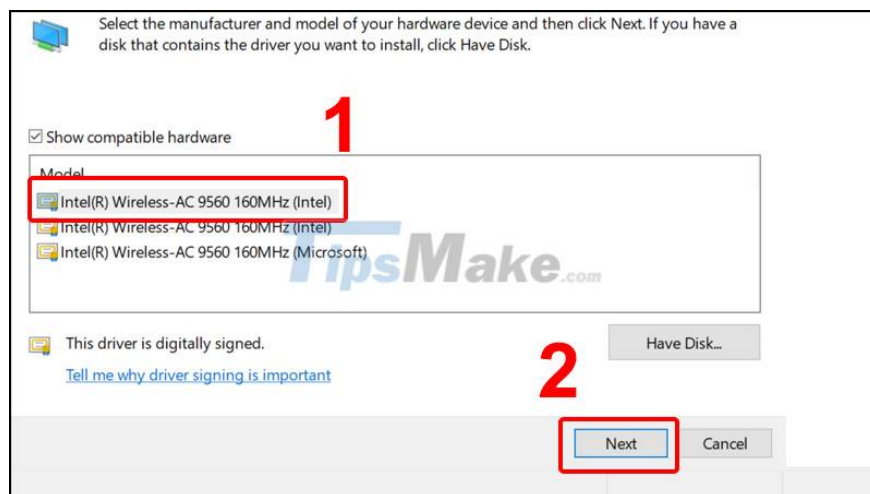 Select the manufacturer and model of your hardware device and then click Next. If you have a
disk that contains the driver you want to install, click Have Disk.
1
Show compatible hardware
Model
Intel(R) Wireless-AC 9560 160MHz (Intel)
Intel(R) Wireless-AC 9560 160MHz (Intel)
Intel(R) Wireless-AC 9560 160MHz (Microsoft)
TipsMake.com
This driver is digitally signed.
Have Disk...
Tell me why driver signing is important
2
Next
Cancel